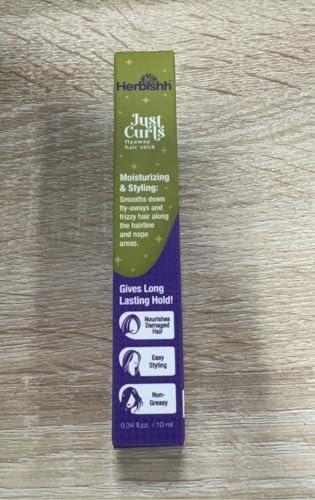 Herbishh
Just
Curls
flyaway
hair stick
Moisturizing
& Styling:
Smooths down
fly-aways and
frizzy hair along
the hairline
and nape
areas.
Gives Long
Lasting Hold!
Nourishes
Damaged
Hair
Easy
Styling
Non-
Greasy
0.34 fl.oz. / 10 ml